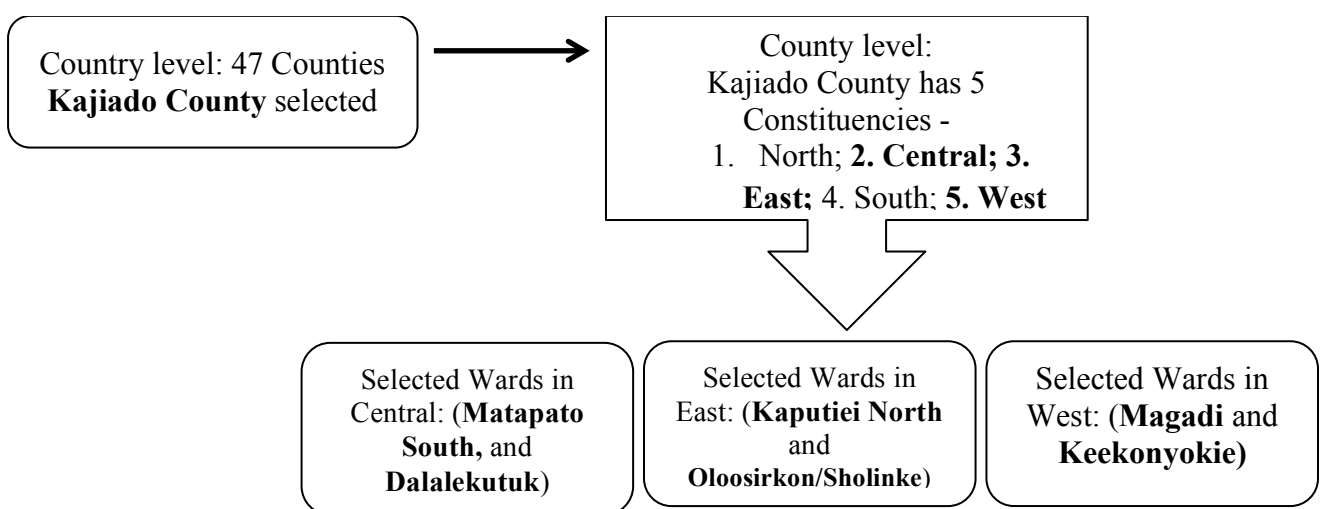 Country level: 47 Counties
Kajiado County selected
County level:
Kajiado County has 5
Constituencies -
1. North; 2. Central; 3.
East; 4. South; 5. West
Selected Wards in
Central: (Matapato
South, and
Dalalekutuk)
Selected Wards in
East: (Kaputiei North
and
Oloosirkon/Sholinke)
Selected Wards in
West: (Magadi and
Keekonyokie)